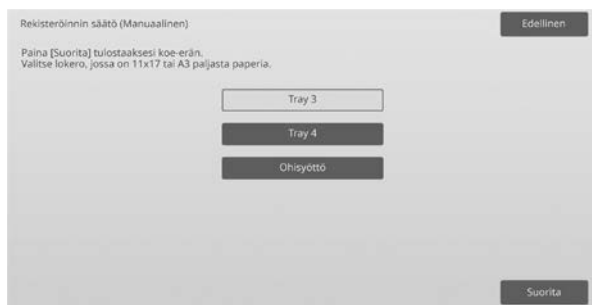 Rekisteröinnin säätö (Manuaalinen)
Edellinen
Paina [Suorita] tulostaaksesi koe-erän.
Valitse lokero, jossa on 11x17 tai A3 paljasta paperia.
Tray 3
Tray 4
Ohisyöttö
Suorita